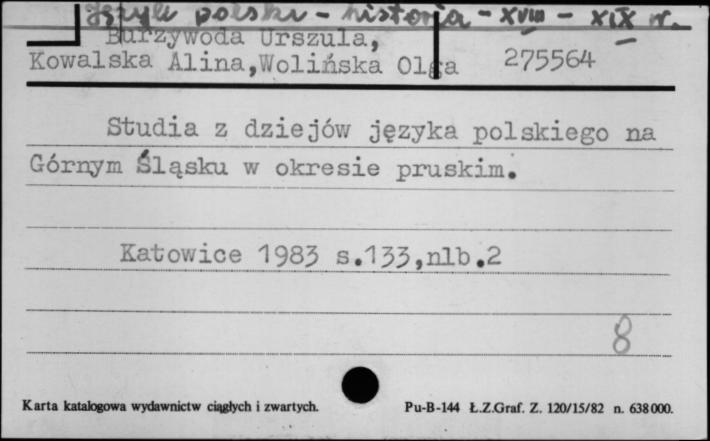 Język polski - historia - XVIII - XIX w.
Burzywoda Urszula,
Kowalska Alina, Wolińska Olga 275564
Studia z dziejów języka polskiego na
Górnym Śląsku w okresie pruskim.
Katowice 1983 s.133,nlb.2
8
Karta katalogowa wydawnictw ciągłych i zwartych. Pu-B-144 Ł.Z.Graf. Z. 120/15/82 n. 638 000.